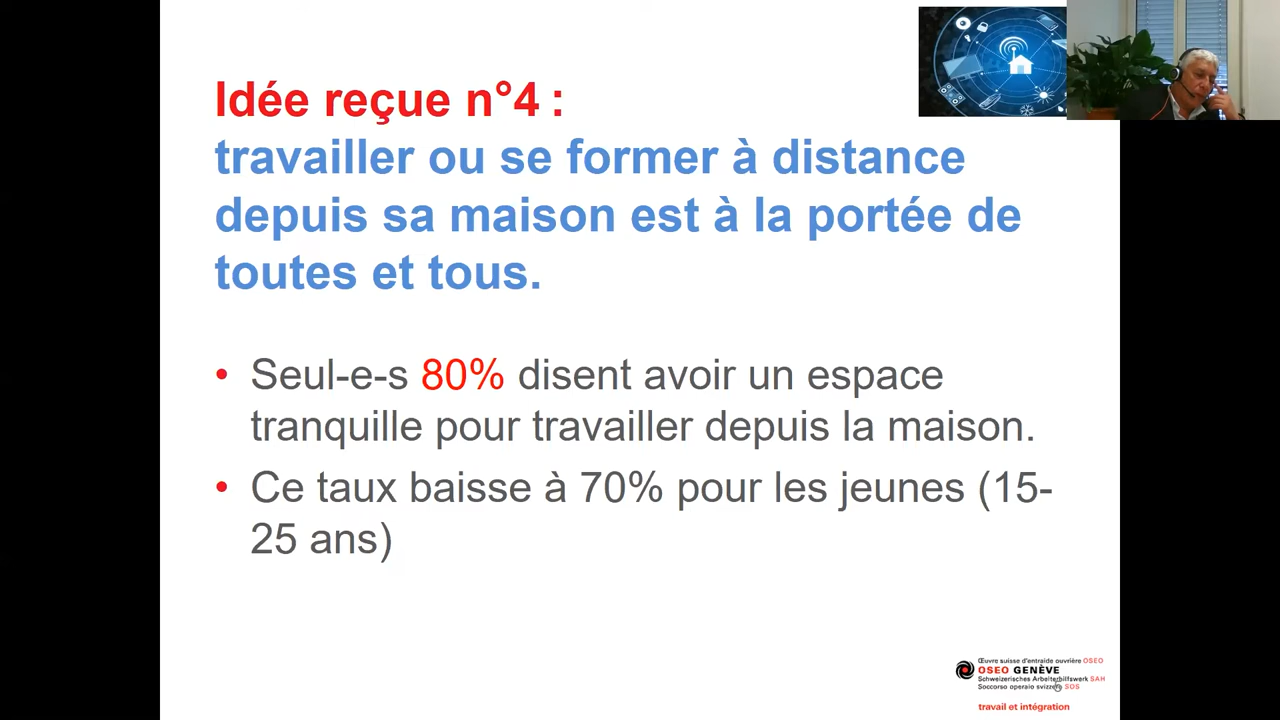 Idée reçue n°4 :
travailler ou se former à distance
depuis sa maison est à la portée de
toutes et tous.
• Seul-e-s 80% disent avoir un espace
tranquille pour travailler depuis la maison.
• Ce taux baisse à 70% pour les jeunes (15-
25 ans)
Œuvre suisse d'entraide ouvrière OSEO
OSEO GENÈVE
Schweizerisches Arbeiterhilfswerk SAH
Soccorso operaio svizzero SOS
travail et intégration